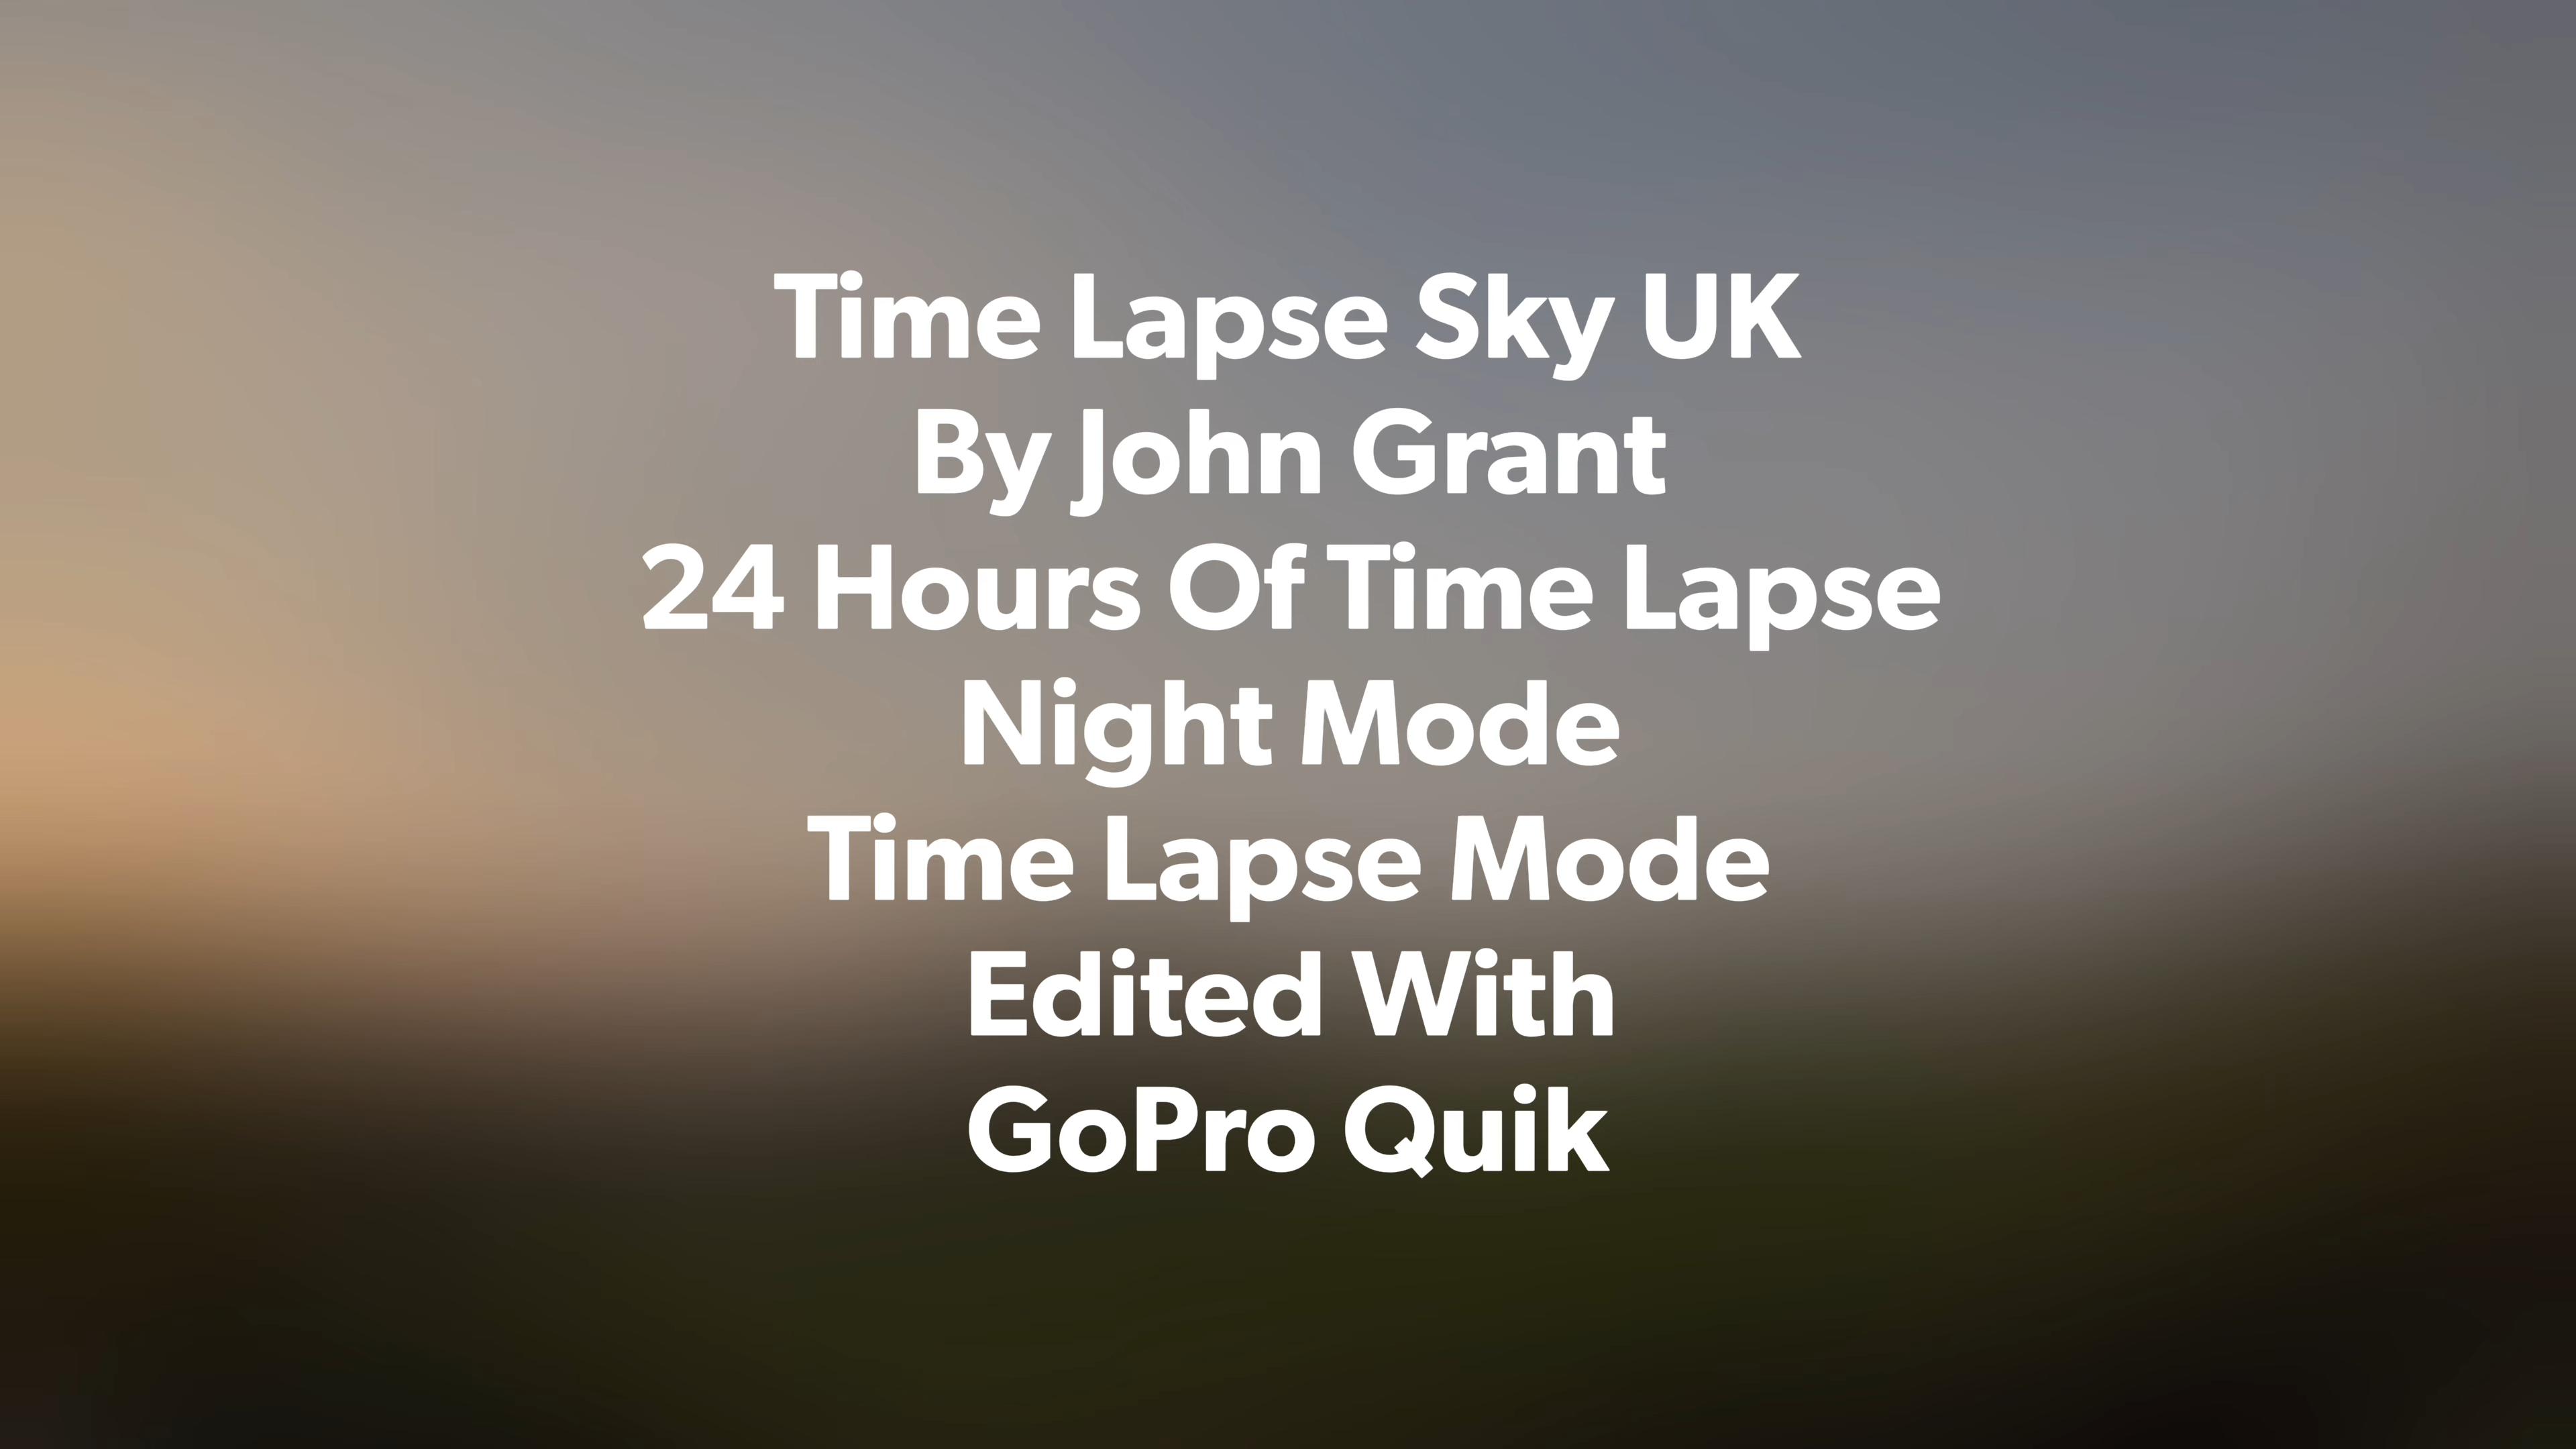 Time Lapse Sky UK
By John Grant
24 Hours Of Time Lapse
Night Mode
Time Lapse Mode
Edited With
GoPro Quik